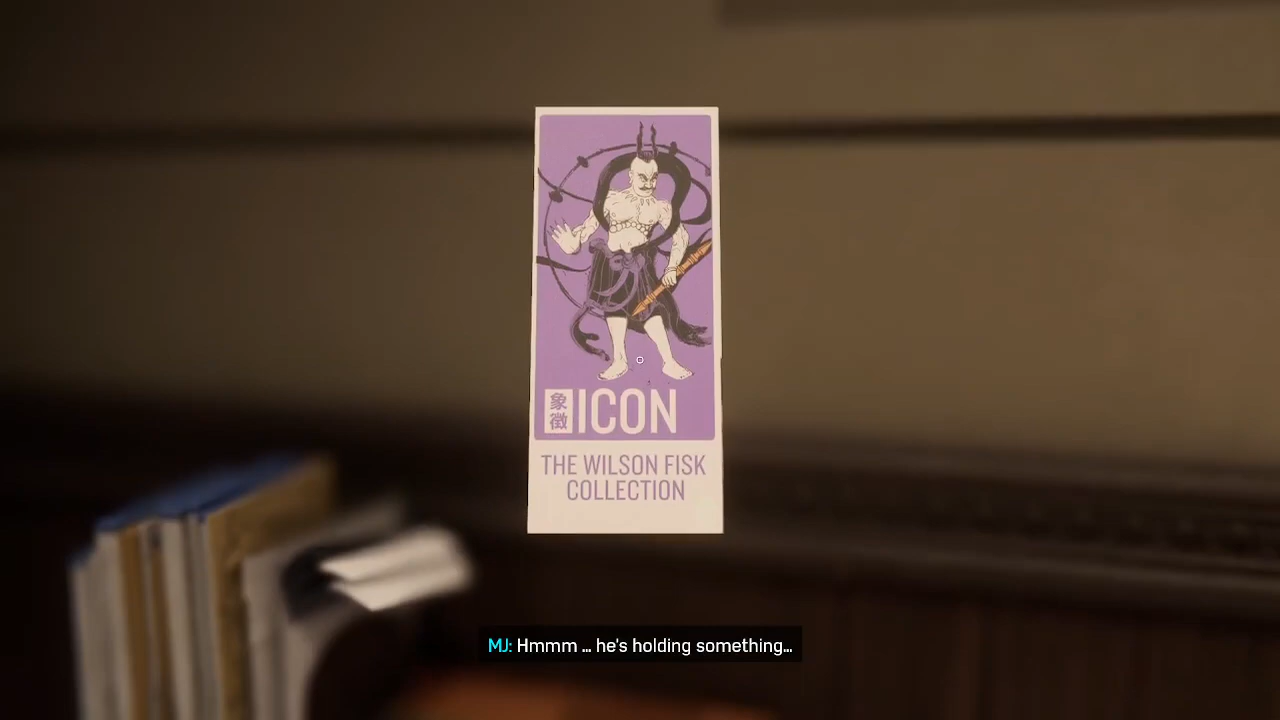 象徵 ICON
THE WILSON FISK
COLLECTION
MJ: Hmmm ... he's holding something...